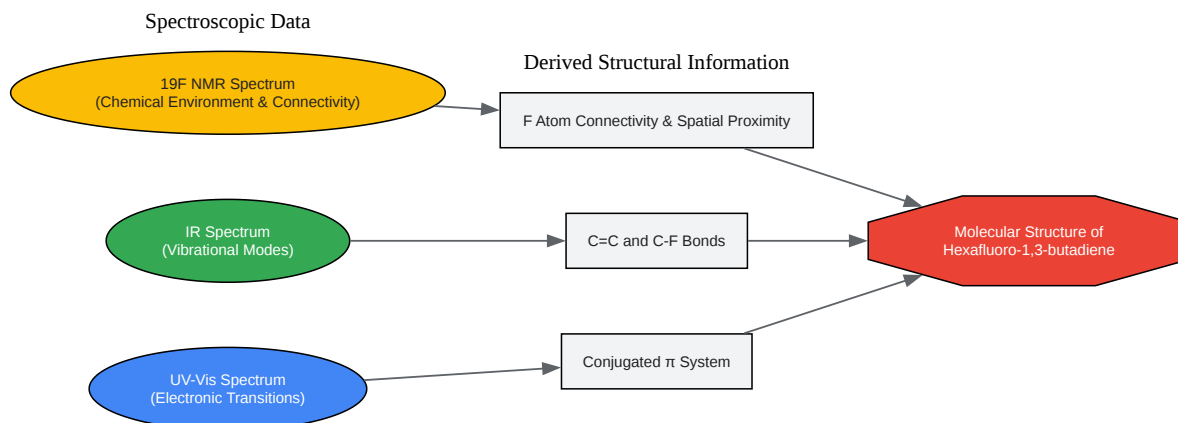 Spectroscopic Data
19F NMR Spectrum
(Chemical Environment & Connectivity)
IR Spectrum
(Vibrational Modes)
UV-Vis Spectrum
(Electronic Transitions)
Derived Structural Information
F Atom Connectivity & Spatial Proximity
C=C and C-F Bonds
Conjugated π System
Molecular Structure of
Hexafluoro-1,3-butadiene